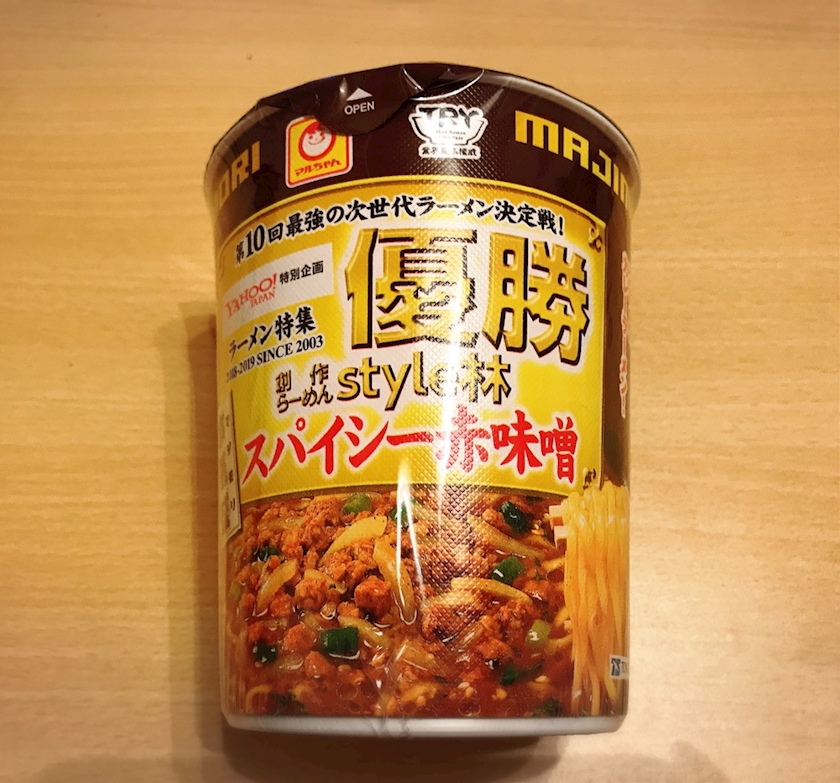 OPEN
マルちゃん
TRY
MAJI
第10回最強の次世代ラーメン決定戦!
YAHOO!
JAPAN
特別企画
優勝
ラーメン特集
SINCE 2003
創作
らーめん
style林
スパイシー赤味噌